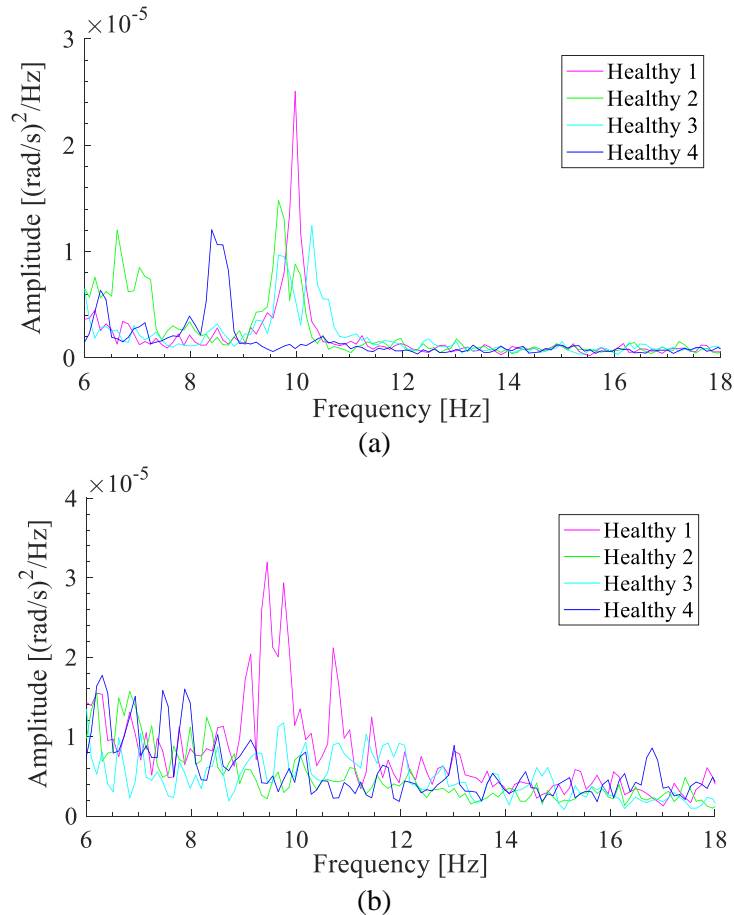 ×10⁻⁵
3
2
1
0
Amplitude [(rad/s)²/Hz]
Healthy 1
Healthy 2
Healthy 3
Healthy 4
6 8 10 12 14 16 18
Frequency [Hz]
(a)
×10⁻⁵
4
3
2
1
0
Amplitude [(rad/s)²/Hz]
Healthy 1
Healthy 2
Healthy 3
Healthy 4
6 8 10 12 14 16 18
Frequency [Hz]
(b)